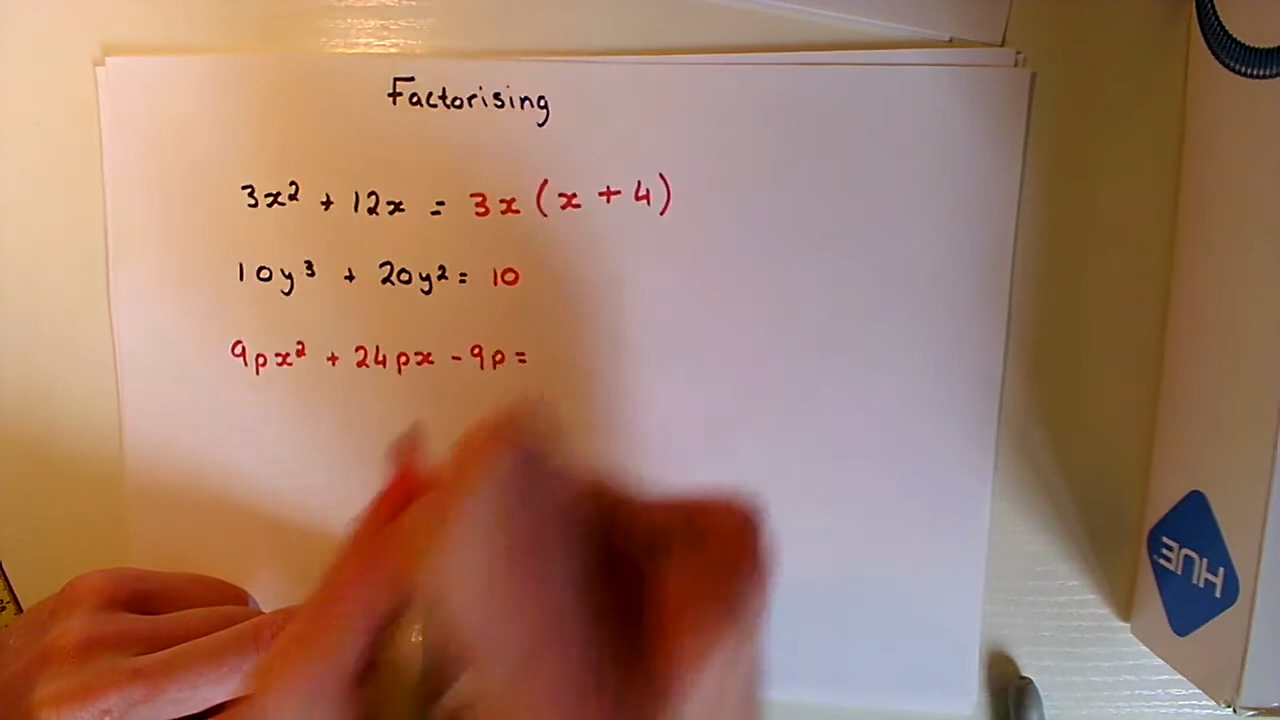 Factorising
3x² + 12x = 3x(x + 4)
10y³ + 20y² = 10
9px² + 24px - 9p =
HUE